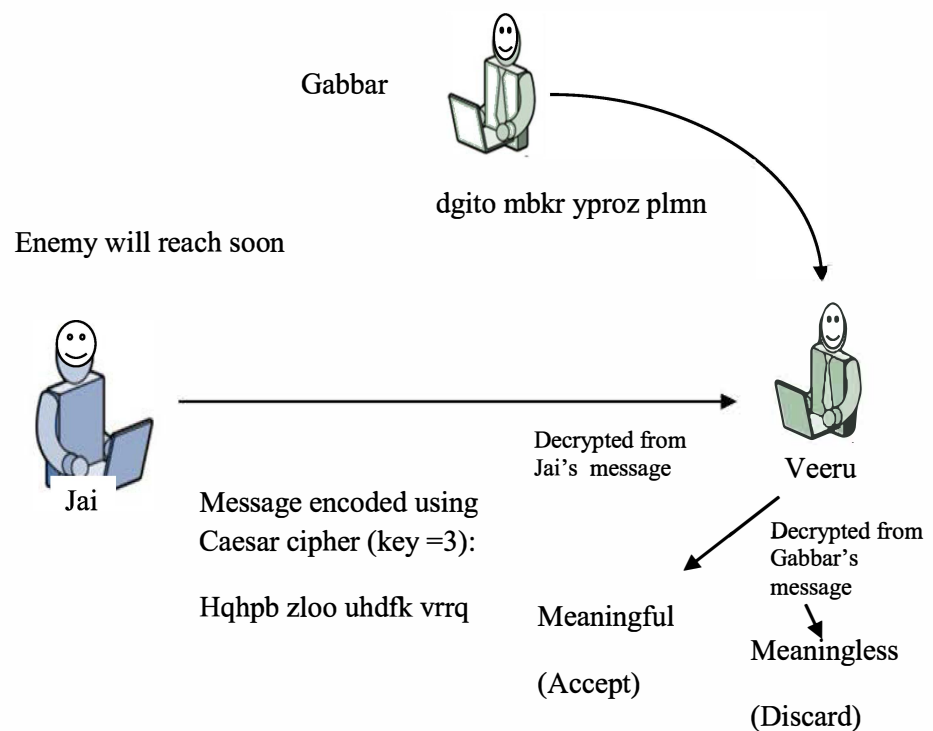 Gabbar
dgito mbkr yproz plmn
Enemy will reach soon
Jai
Message encoded using
Caesar cipher (key =3):
Hqhpb zloo uhdfk vrrq
Decrypted from
Jai’s message
Veeru
Decrypted from
Gabbar’s
message
Meaningful
(Accept)
Meaningless
(Discard)